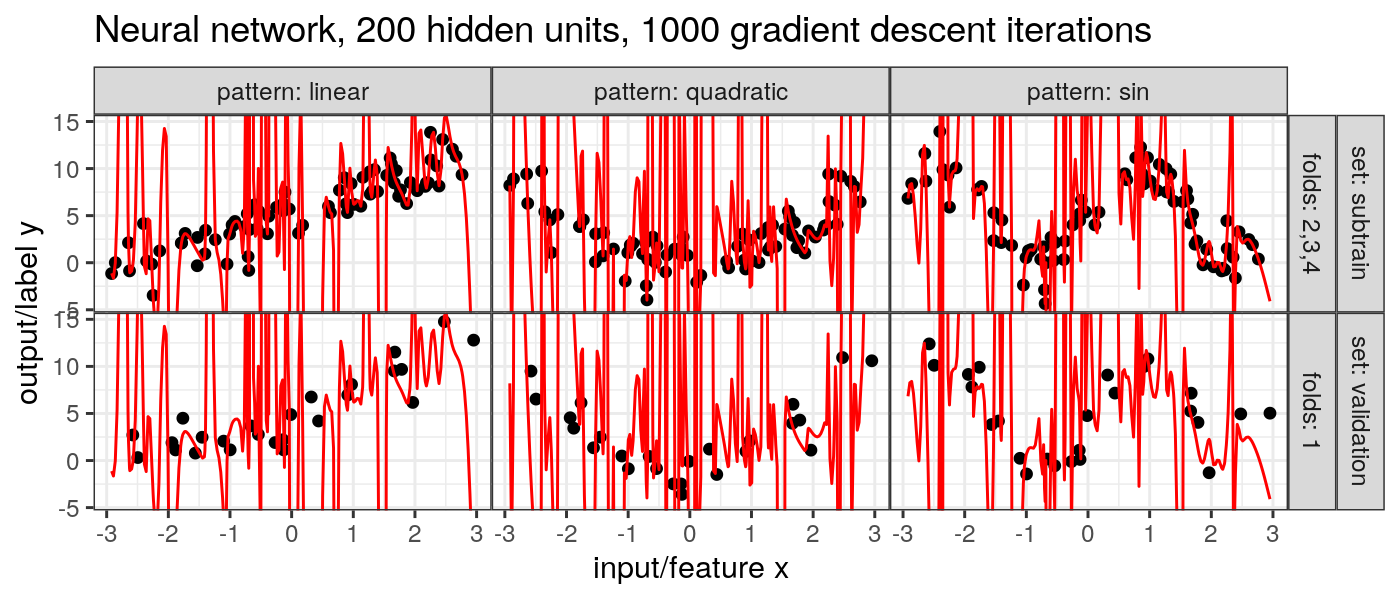 Neural network, 200 hidden units, 1000 gradient descent iterations
pattern: linear
pattern: quadratic
pattern: sin
output/label y
15
10
5
0
-5
folds: 2,3,4
set: subtrain
15
10
5
0
-5
folds: 1
set: validation
-3 -2 -1 0 1 2 3
-3 -2 -1 0 1 2 3
-3 -2 -1 0 1 2 3
input/feature x